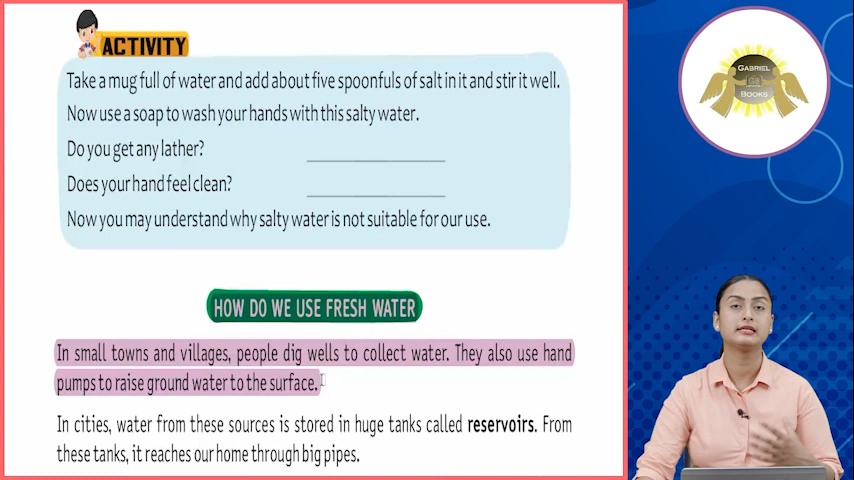 ACTIVITY
Take a mug full of water and add about five spoonfuls of salt in it and stir it well.
Now use a soap to wash your hands with this salty water.
Do you get any lather?
Does your hand feel clean?
Now you may understand why salty water is not suitable for our use.
HOW DO WE USE FRESH WATER
In small towns and villages, people dig wells to collect water. They also use hand
pumps to raise ground water to the surface.
In cities, water from these sources is stored in huge tanks called reservoirs. From
these tanks, it reaches our home through big pipes.
GABRIEL
GB
BOOKS